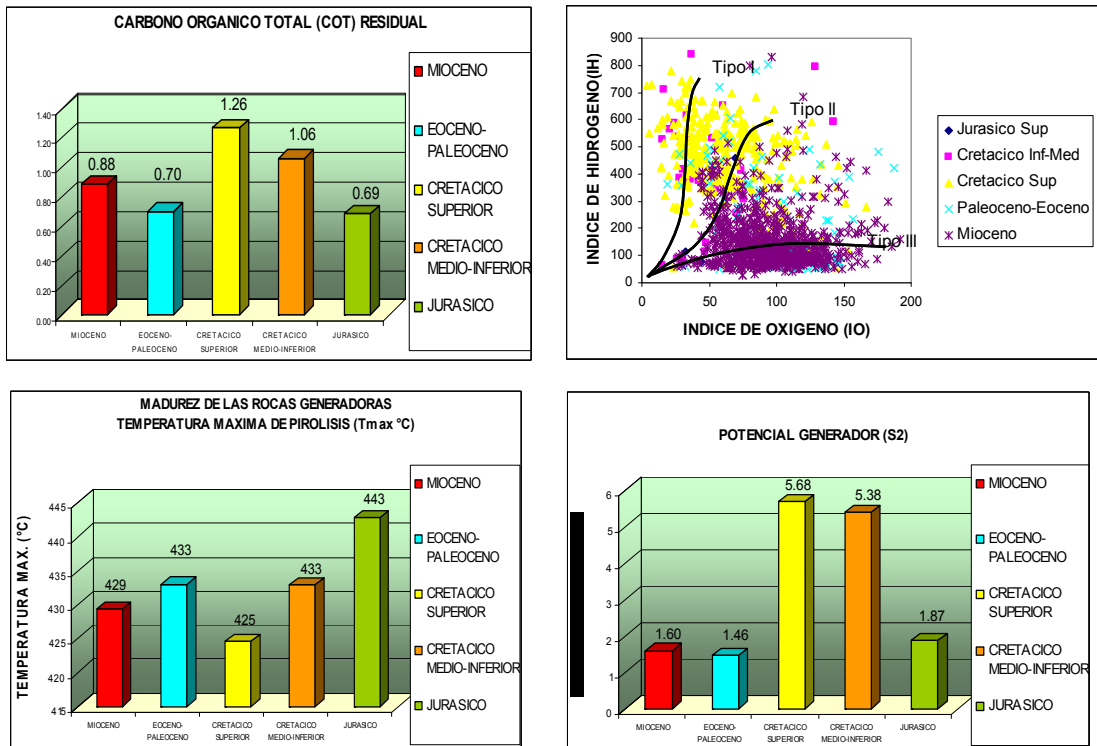 CARBONO ORGANICO TOTAL (COT) RESIDUAL
1.40
1.20
1.00
0.80
0.60
0.40
0.20
0.00
0.88
0.70
1.26
1.06
0.69
MIOCENO
EOCENO-
PALEOCENO
CRETACICO
SUPERIOR
CRETACICO
MEDIO-INFERIOR
JURASICO
MIOCENO
EOCENO-
PALEOCENO
CRETACICO
SUPERIOR
CRETACICO
MEDIO-INFERIOR
JURASICO
INDICE DE HIDROGENO(IH)
900
800
700
600
500
400
300
200
100
0
Tipo I
Tipo II
Tipo III
0
50
100
150
200
INDICE DE OXIGENO (IO)
Jurasico Sup
Cretacico Inf-Med
Cretacico Sup
Paleoceno-Eoceno
Mioceno
MADUREZ DE LAS ROCAS GENERADORAS
TEMPERATURA MAXIMA DE PIROLISIS (Tmax °C)
TEMPERATURA MAX. (°C)
445
440
435
430
425
420
415
429
433
425
433
443
MIOCENO
EOCENO-
PALEOCENO
CRETACICO
SUPERIOR
CRETACICO
MEDIO-INFERIOR
JURASICO
MIOCENO
EOCENO-
PALEOCENO
CRETACICO
SUPERIOR
CRETACICO
MEDIO-INFERIOR
JURASICO
POTENCIAL GENERADOR (S2)
6
5
4
3
2
1
0
1.60
1.46
5.68
5.38
1.87
MIOCENO
EOCENO-
PALEOCENO
CRETACICO
SUPERIOR
CRETACICO
MEDIO-INFERIOR
JURASICO
MIOCENO
EOCENO-
PALEOCENO
CRETACICO
SUPERIOR
CRETACICO
MEDIO-INFERIOR
JURASICO